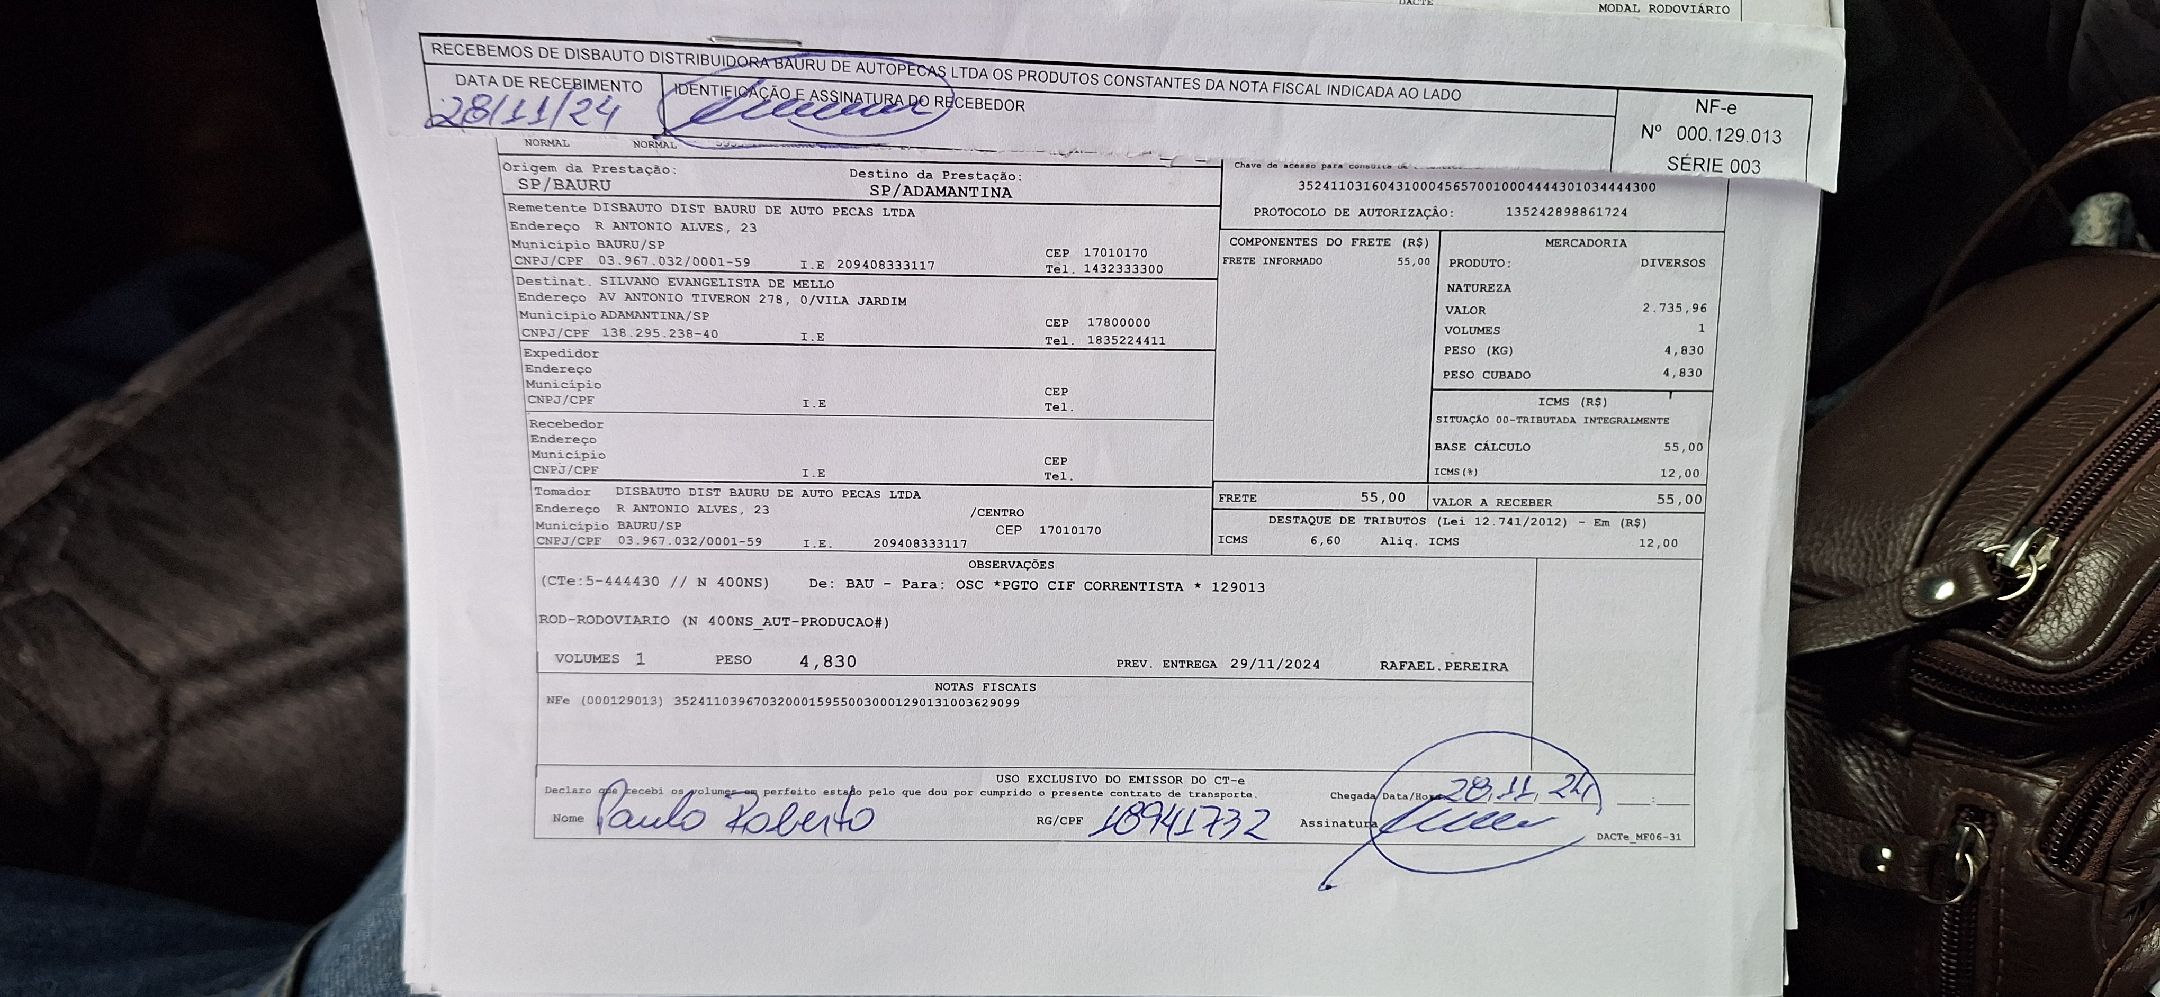 DACTE
MODAL RODOVIÁRIO
RECEBEMOS DE DISBAUTO DISTRIBUIDORA BAURU DE AUTOPECAS LTDA OS PRODUTOS CONSTANTES DA NOTA FISCAL INDICADA AO LADO
DATA DE RECEBIMENTO IDENTIFICAÇÃO E ASSINATURA DO RECEBEDOR
28/11/24
NF-e
Nº 000.129.013
SÉRIE 003
NORMAL NORMAL
Origem da Prestação: Destino da Prestação:
SP/BAURU SP/ADAMANTINA
Chave de acesso para consulta de
35241103160431000456570010004444301034444300
PROTOCOLO DE AUTORIZAÇÃO: 135242898861724
Remetente DISBAUTO DIST BAURU DE AUTO PECAS LTDA
Endereço R ANTONIO ALVES, 23
Município BAURU/SP CEP 17010170
CNPJ/CPF 03.967.032/0001-59 I.E 209408333117 Tel. 1432333300
Destinat. SILVANO EVANGELISTA DE MELLO
Endereço AV ANTONIO TIVERON 278, 0/VILA JARDIM
Município ADAMANTINA/SP CEP 17800000
CNPJ/CPF 138.295.238-40 I.E Tel. 1835224411
Expedidor
Endereço
Município CEP
CNPJ/CPF I.E Tel.
Recebedor
Endereço
Município CEP
CNPJ/CPF I.E Tel.
Tomador DISBAUTO DIST BAURU DE AUTO PECAS LTDA
Endereço R ANTONIO ALVES, 23 /CENTRO
Município BAURU/SP CEP 17010170
CNPJ/CPF 03.967.032/0001-59 I.E. 209408333117
COMPONENTES DO FRETE (R$)
FRETE INFORMADO 55,00
MERCADORIA
PRODUTO: DIVERSOS
NATUREZA
VALOR 2.735,96
VOLUMES 1
PESO (KG) 4,830
PESO CUBADO 4,830
ICMS (R$)
SITUAÇÃO 00-TRIBUTADA INTEGRALMENTE
BASE CÁLCULO 55,00
ICMS(%) 12,00
FRETE 55,00 VALOR A RECEBER 55,00
DESTAQUE DE TRIBUTOS (Lei 12.741/2012) - Em (R$)
ICMS 6,60 Aliq. ICMS 12,00
OBSERVAÇÕES
(CTe:5-444430 // N 400NS) De: BAU - Para: OSC *PGTO CIF CORRENTISTA * 129013
ROD-RODOVIARIO (N 400NS_AUT-PRODUCAO#)
VOLUMES 1 PESO 4,830 PREV. ENTREGA 29/11/2024 RAFAEL.PEREIRA
NOTAS FISCAIS
NFe (000129013) 35241103967032000159550030001290131003629099
USO EXCLUSIVO DO EMISSOR DO CT-e
Declaro que recebi os volumes em perfeito estado pelo que dou por cumprido o presente contrato de transporte. Chegada Data/Hora 28,11,24 __:__
Nome Paulo Roberto RG/CPF 18941732 Assinatura
DACTe_MF06-31